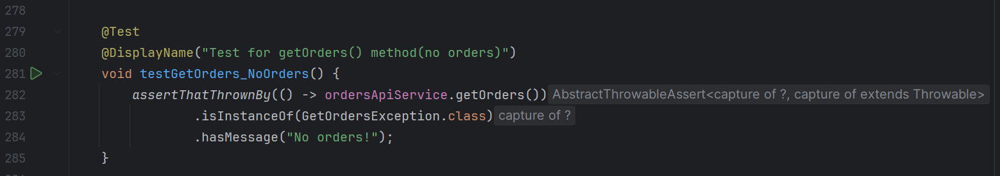 278
279 @Test
280 @DisplayName("Test for getOrders() method(no orders)")
281 void testGetOrders_NoOrders() {
282 assertThatThrownBy(() -> ordersApiService.getOrders()) AbstractThrowableAssert<capture of ?, capture of extends Throwable>
283 .isInstanceOf(GetOrdersException.class) capture of ?
284 .hasMessage("No orders!");
285 }